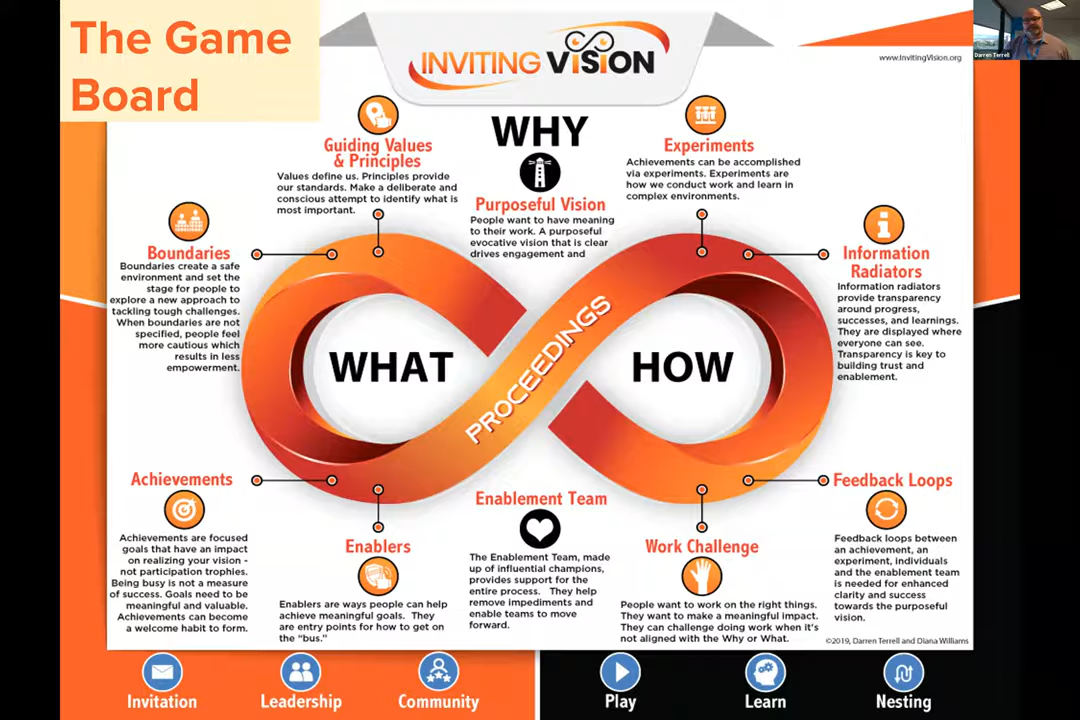 The Game
Board
INVITING VISION
www.InvitingVision.org
Darren Terrell
WHY
Purposeful Vision
People want to have meaning
to their work. A purposeful
evocative vision that is clear
drives engagement and
Guiding Values
& Principles
Values define us. Principles provide
our standards. Make a deliberate and
conscious attempt to identify what is
most important.
Experiments
Achievements can be accomplished
via experiments. Experiments are
how we conduct work and learn in
complex environments.
Boundaries
Boundaries create a safe
environment and set the
stage for people to
explore a new approach to
tackling tough challenges.
When boundaries are not
specified, people feel
more cautious which
results in less
empowerment.
Information
Radiators
Information radiators
provide transparency
around progress,
successes, and learnings.
They are displayed where
everyone can see.
Transparency is key to
building trust and
enablement.
WHAT
PROCEEDINGS
HOW
Achievements
Achievements are focused
goals that have an impact
on realizing your vision -
not participation trophies.
Being busy is not a measure
of success. Goals need to be
meaningful and valuable.
Achievements can become
a welcome habit to form.
Enablers
Enablers are ways people can help
achieve meaningful goals. They
are entry points for how to get on
the “bus.”
Enablement Team
The Enablement Team, made
up of influential champions,
provides support for the
entire process. They help
remove impediments and
enable teams to move
forward.
Work Challenge
People want to work on the right things.
They want to make a meaningful impact.
They can challenge doing work when it's
not aligned with the Why or What.
Feedback Loops
Feedback loops between
an achievement, an
experiment, individuals
and the enablement team
is needed for enhanced
clarity and success
towards the purposeful
vision.
©2019, Darren Terrell and Diana Williams
Invitation
Leadership
Community
Play
Learn
Nesting